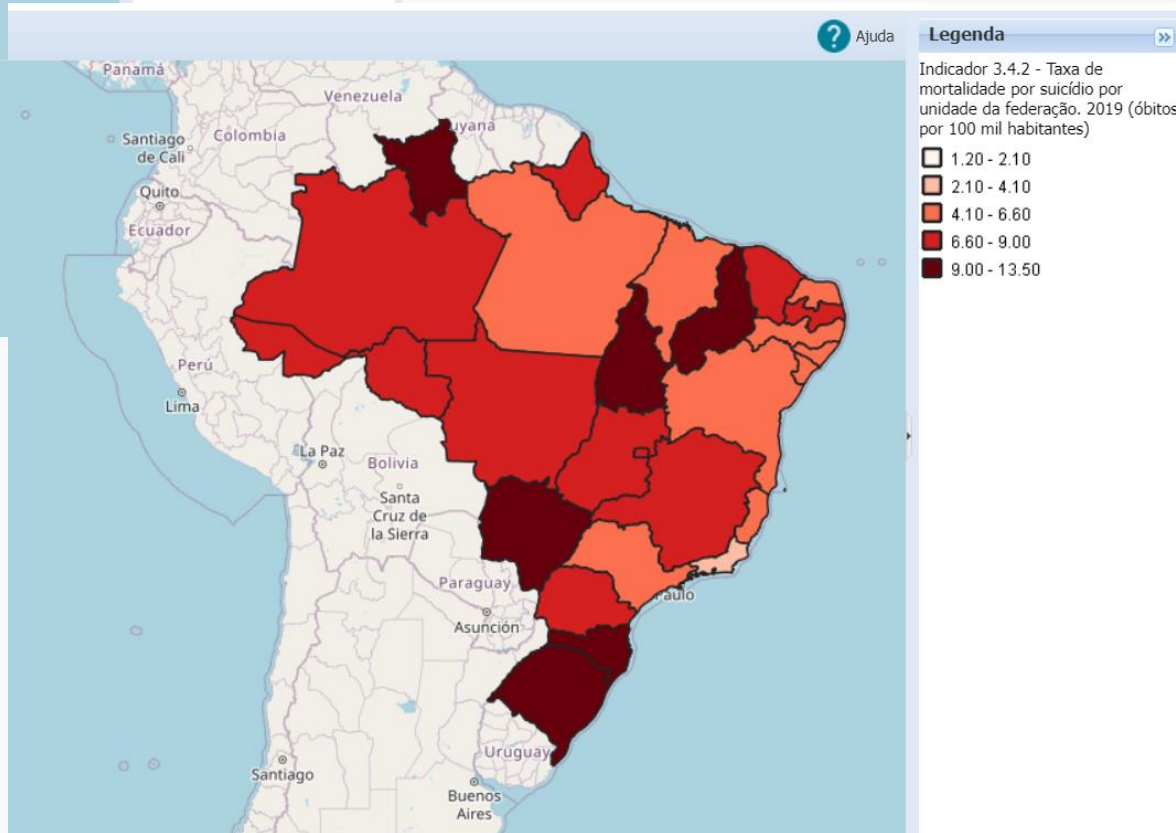 ? Ajuda
Legenda
Indicador 3.4.2 - Taxa de
mortalidade por suicídio por
unidade da federação. 2019 (óbitos
por 100 mil habitantes)
1.20 - 2.10
2.10 - 4.10
4.10 - 6.60
6.60 - 9.00
9.00 - 13.50
Panamá
Venezuela
uyana
Santiago
de Cali
Colombia
Quito
Ecuador
Perú
Lima
La Paz
Bolivia
Santa
Cruz de
la Sierra
Paraguay
Paulo
Asunción
Uruguay
Santiago
Buenos
Aires